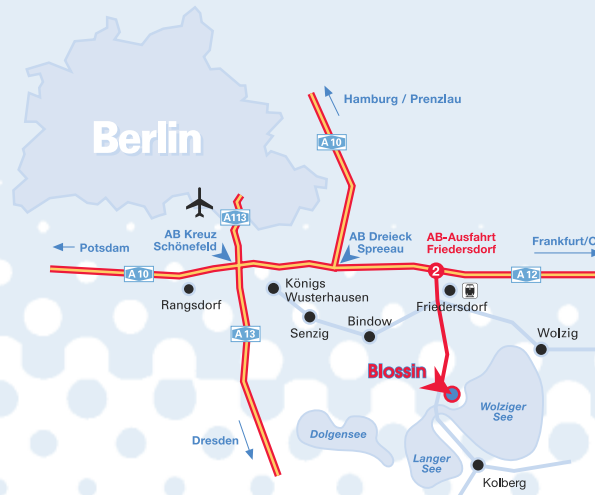 Hamburg / Prenzlau
Berlin
A 10
A113
AB Kreuz
Schönefeld
AB Dreieck
Spreeau
AB-Ausfahrt
Friedersdorf
Potsdam
Frankfurt/O
A 10
2
A 12
Königs
Wusterhausen
Rangsdorf
Friedersdorf
Senzig
Bindow
Wolzig
A 13
Blossin
Wolziger
See
Dolgensee
Dresden
Langer
See
Kolberg